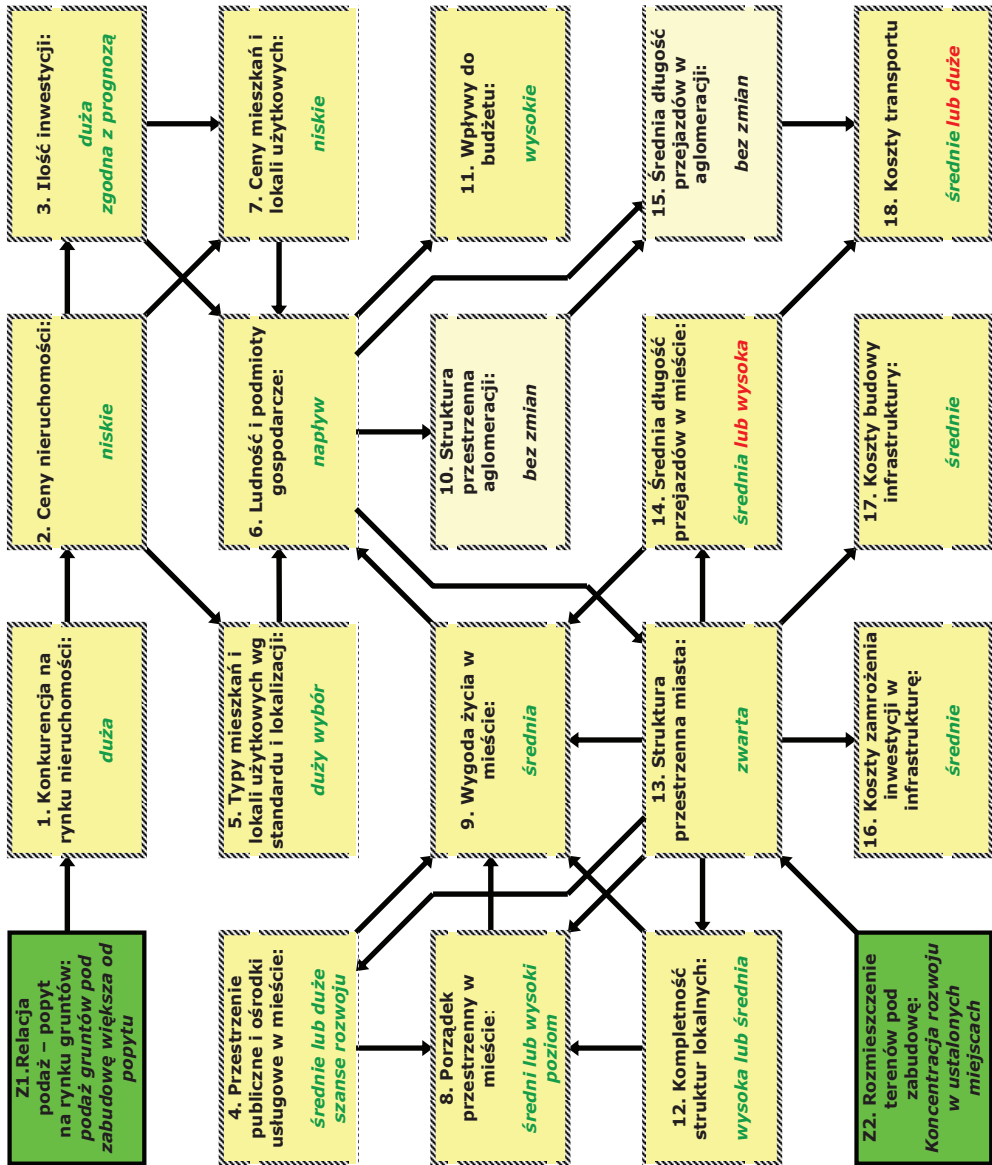 Z1.Relacja
podaż – popyt
na rynku gruntów:
podaż gruntów pod
zabudowę większa od
popytu
1. Konkurencja na
rynku nieruchomości:
duża
2. Ceny nieruchomości:
niskie
3. Ilość inwestycji:
duża
zgodna z prognozą
4. Przestrzenie
publiczne i ośrodki
usługowe w mieście:
średnie lub duże
szanse rozwoju
5. Typy mieszkań i
lokali użytkowych wg
standardu i lokalizacji:
duży wybór
6. Ludność i podmioty
gospodarcze:
napływ
7. Ceny mieszkań i
lokali użytkowych:
niskie
8. Porządek
przestrzenny w
mieście:
średni lub wysoki
poziom
9. Wygoda życia w
mieście:
średnia
10. Struktura
przestrzenna
aglomeracji:
bez zmian
11. Wpływy do
budżetu:
wysokie
12. Kompletność
struktur lokalnych:
wysoka lub średnia
13. Struktura
przestrzenna miasta:
zwarta
14. Średnia długość
przejazdów w mieście:
średnia lub wysoka
15. Średnia długość
przejazdów w
aglomeracji:
bez zmian
Z2. Rozmieszczenie
terenów pod
zabudowę:
Koncentracja rozwoju
w ustalonych
miejscach
16. Koszty zamrożenia
inwestycji w
infrastrukturę:
średnie
17. Koszty budowy
infrastruktury:
średnie
18. Koszty transportu
średnie lub duże